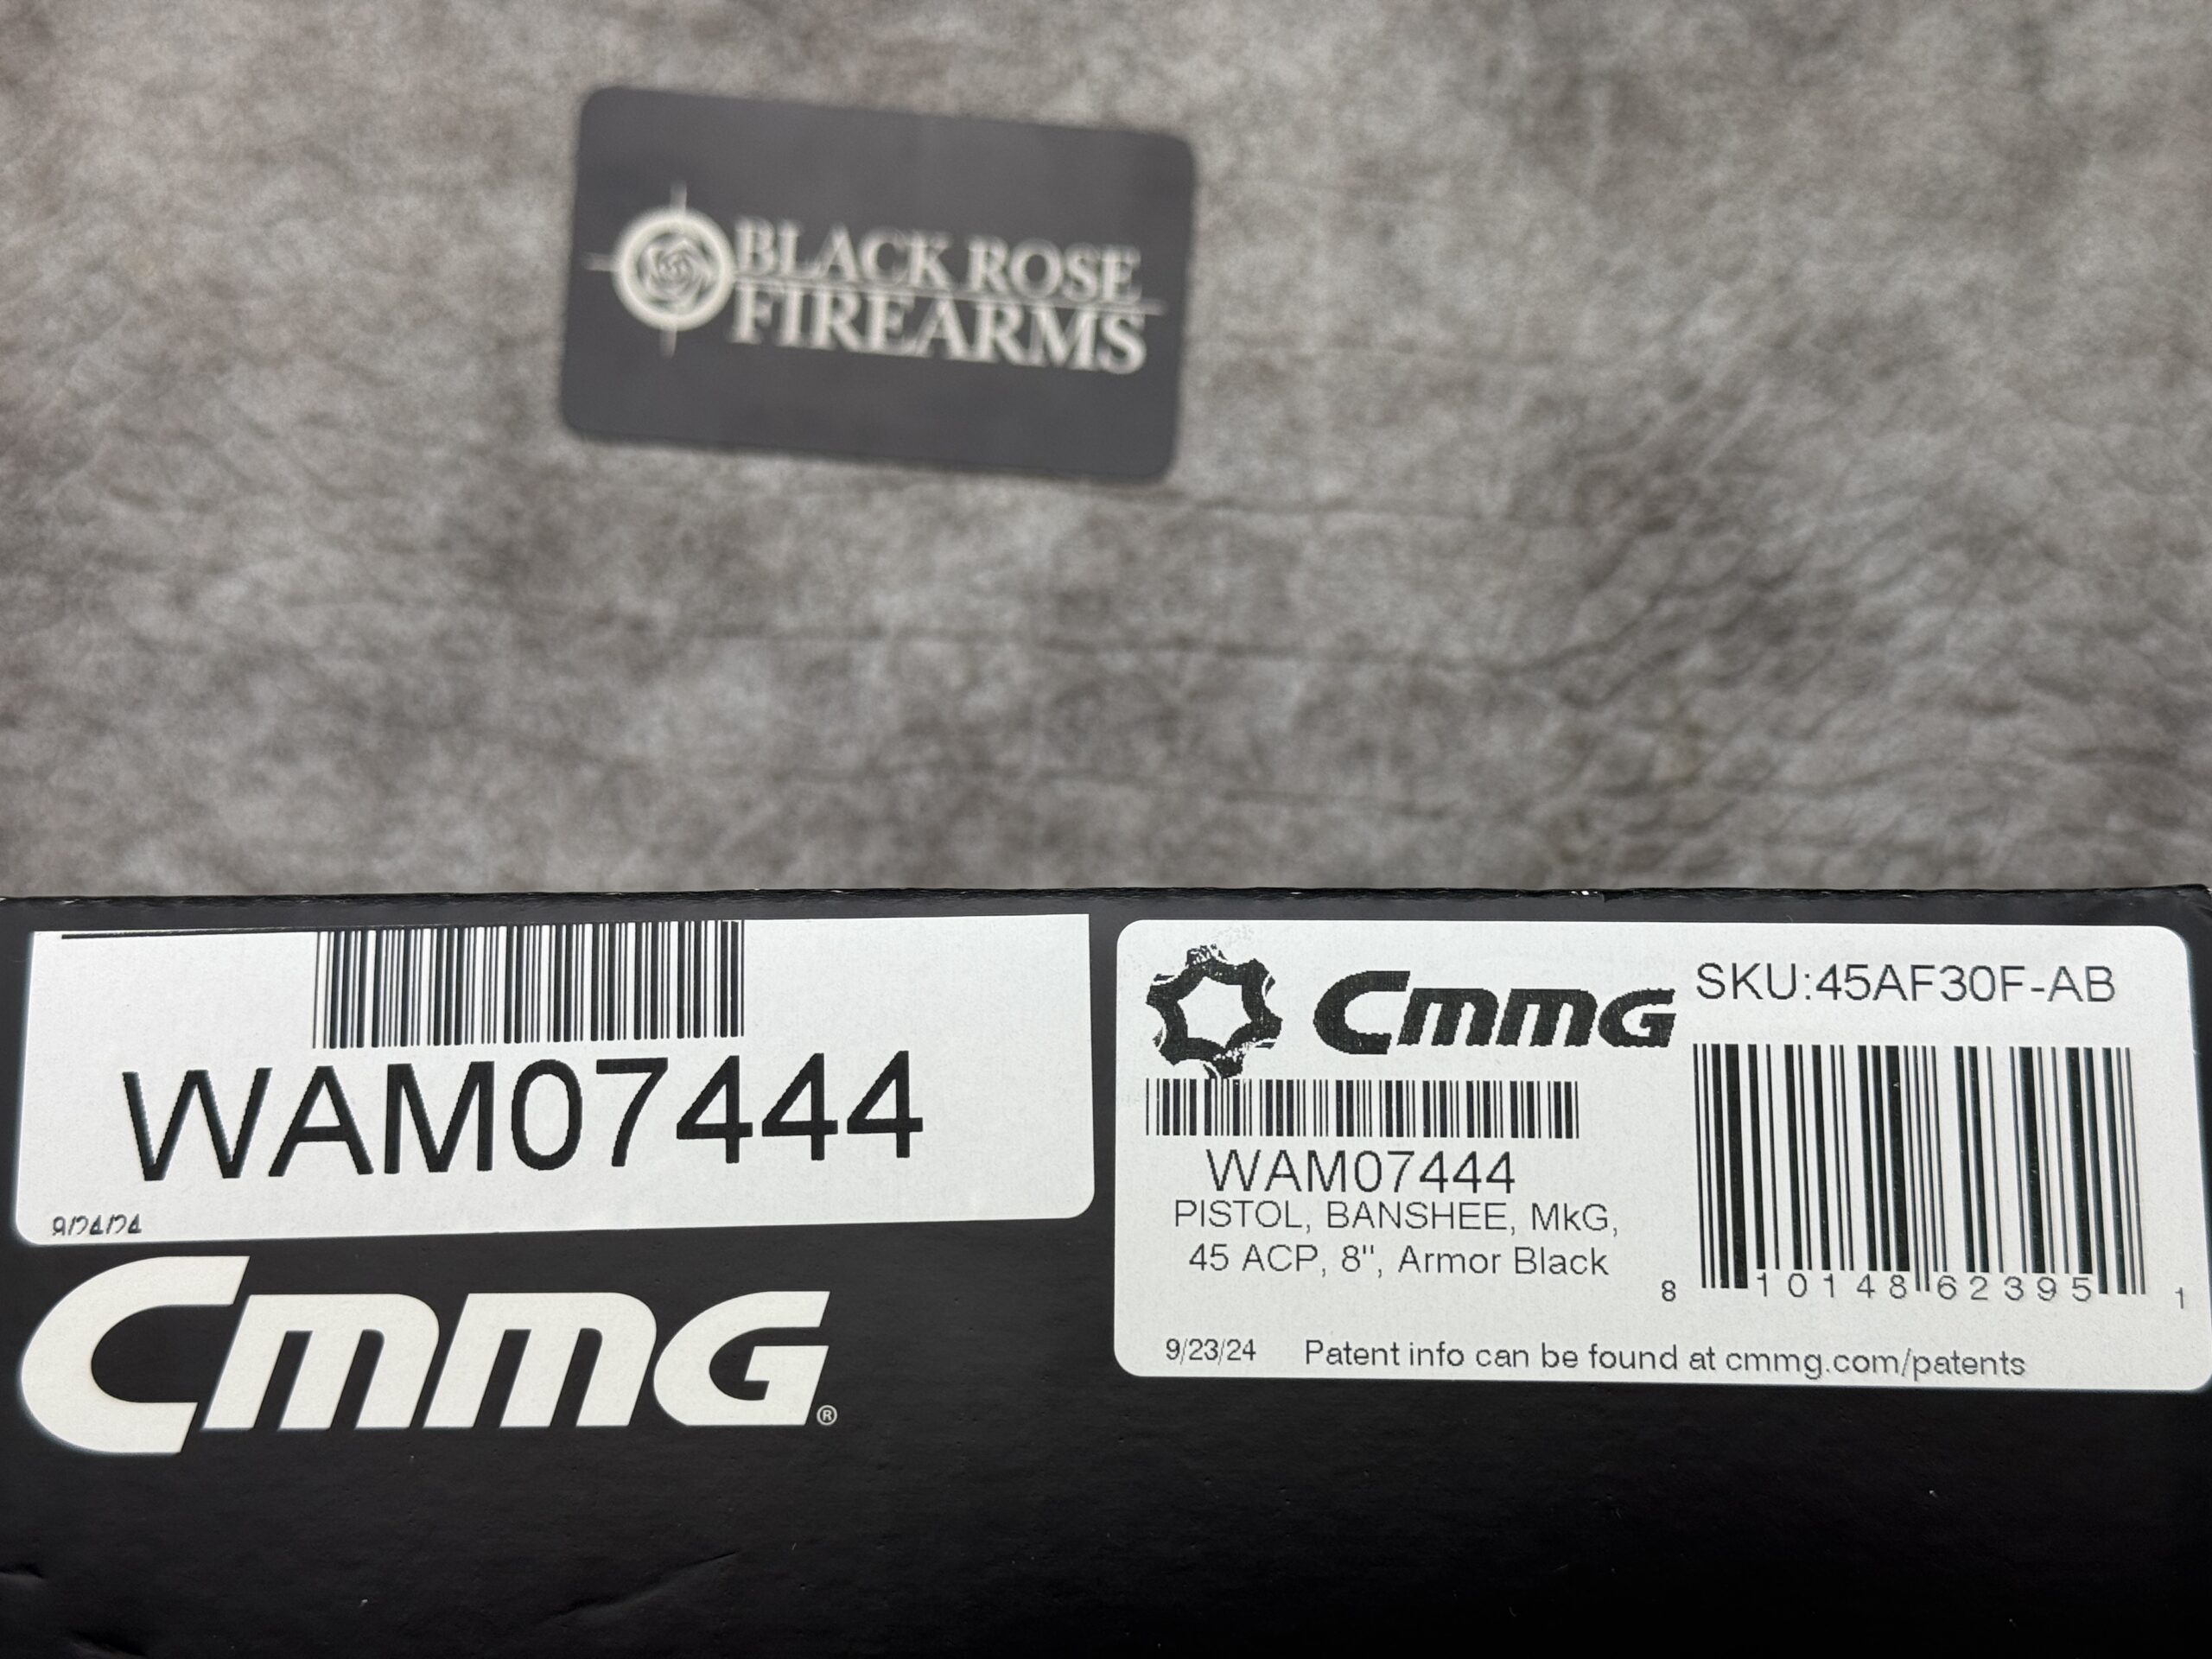 BLACK ROSE
FIREARMS
WAM07444
9/24/24
Cmmg®
Cmmg
SKU:45AF30F-AB
WAM07444
PISTOL, BANSHEE, MkG,
45 ACP, 8", Armor Black
8 10148 62395 1
9/23/24 Patent info can be found at cmmg.com/patents